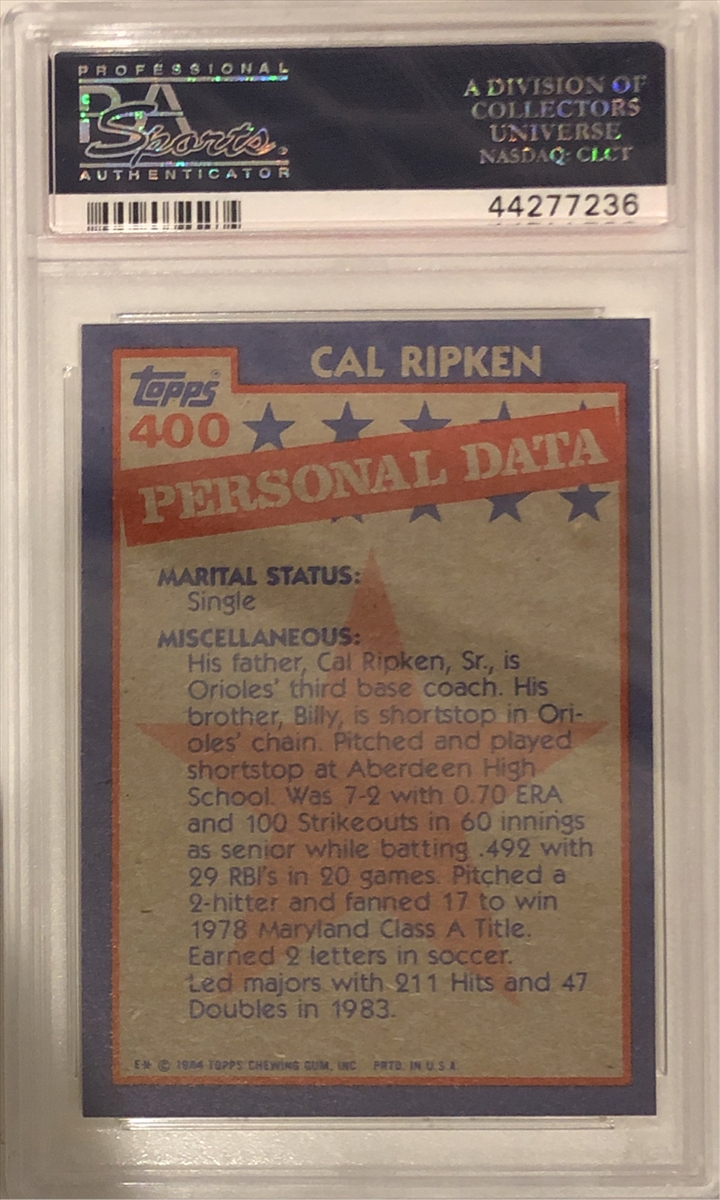 PROFESSIONAL
PSA
Sports
AUTHENTICATOR
A DIVISION OF
COLLECTORS
UNIVERSE
NASDAQ: CLCT
44277236
CAL RIPKEN
Topps®
400
PERSONAL DATA
MARITAL STATUS:
Single
MISCELLANEOUS:
His father, Cal Ripken, Sr., is
Orioles' third base coach. His
brother, Billy, is shortstop in Ori-
oles' chain. Pitched and played
shortstop at Aberdeen High
School. Was 7-2 with 0.70 ERA
and 100 Strikeouts in 60 innings
as senior while batting .492 with
29 RBI's in 20 games. Pitched a
2-hitter and fanned 17 to win
1978 Maryland Class A Title.
Earned 2 letters in soccer.
Led majors with 211 Hits and 47
Doubles in 1983.
E* © 1984 TOPPS CHEWING GUM, INC. PRTD. IN U.S.A.